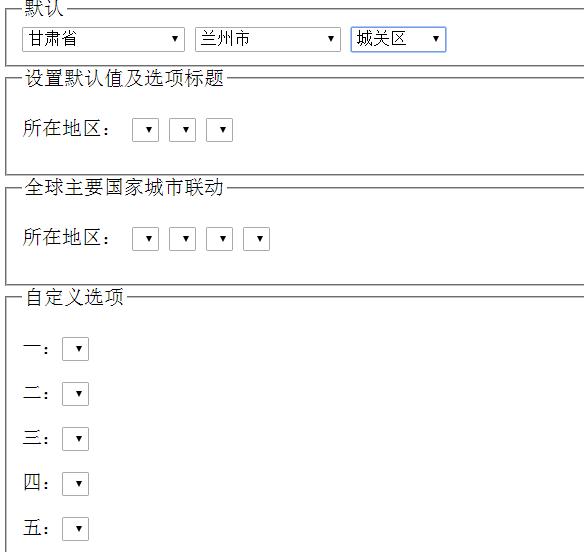 默认
甘肃省 兰州市 城关区
设置默认值及选项标题
所在地区：
全球主要国家城市联动
所在地区：
自定义选项
一：
二：
三：
四：
五：